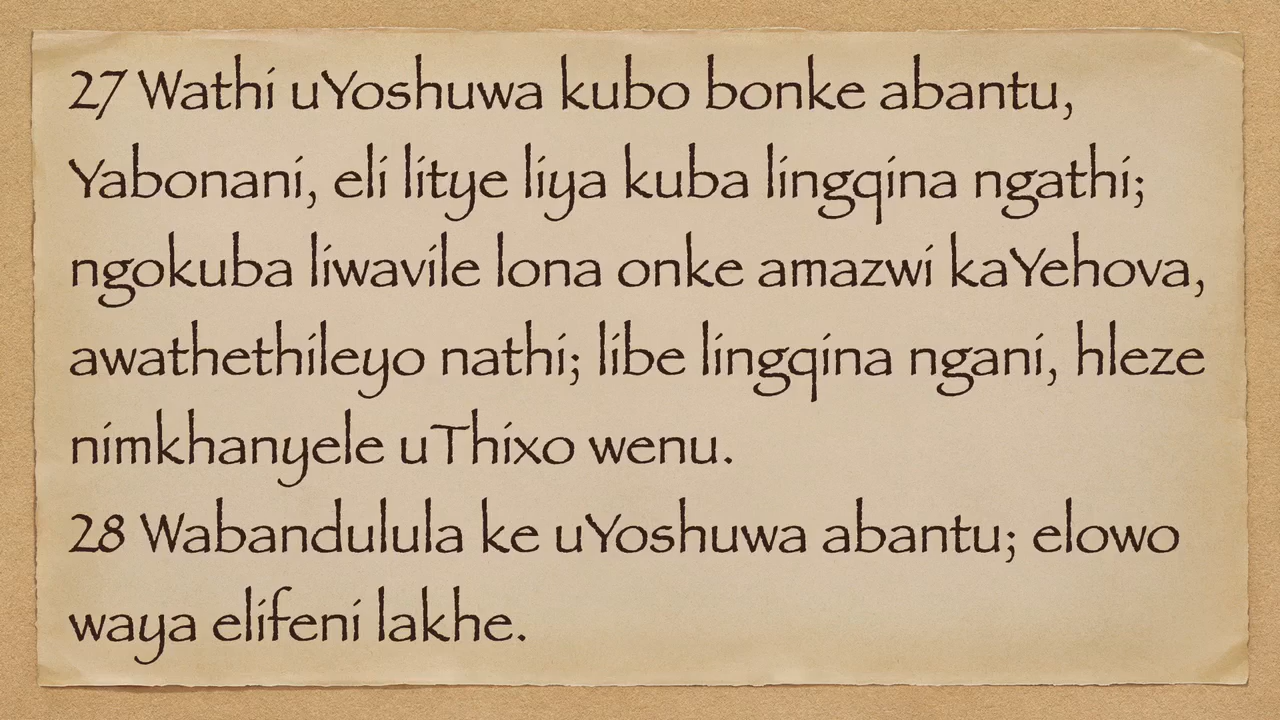 27 Wathi uYoshuwa kubo bonke abantu,
Yabonani, eli litye liya kuba lingqina ngathi;
ngokuba liwavile lona onke amazwi kaYehova,
awathethileyo nathi; libe lingqina ngani, hleze
nimkhanyele uThixo wenu.
28 Wabandulula ke uYoshuwa abantu; elowo
waya elifeni lakhe.